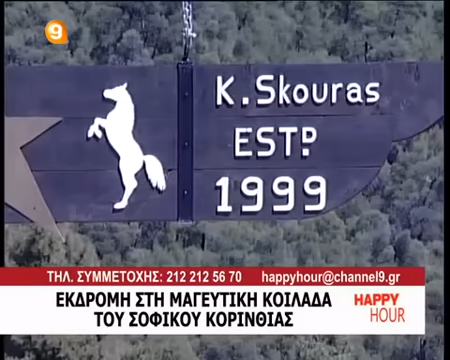 9
K.Skouras
ESTD.
1999
ΤΗΛ. ΣΥΜΜΕΤΟΧΗΣ: 212 212 56 70 happyhour@channel9.gr
ΕΚΔΡΟΜΗ ΣΤΗ ΜΑΓΕΥΤΙΚΗ ΚΟΙΛΑΔΑ
ΤΟΥ ΣΟΦΙΚΟΥ ΚΟΡΙΝΘΙΑΣ
HAPPY
HOUR